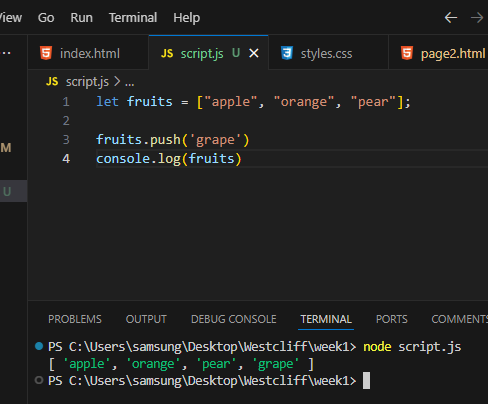 View Go Run Terminal Help
index.html JS script.js U styles.css page2.html
JS script.js > ...
1 let fruits = ["apple", "orange", "pear"];
2
M
3 fruits.push('grape')
4 console.log(fruits)
U
PROBLEMS OUTPUT DEBUG CONSOLE TERMINAL PORTS COMMENTS
PS C:\Users\samsung\Desktop\Westcliff\week1> node script.js
[ 'apple', 'orange', 'pear', 'grape' ]
PS C:\Users\samsung\Desktop\Westcliff\week1>